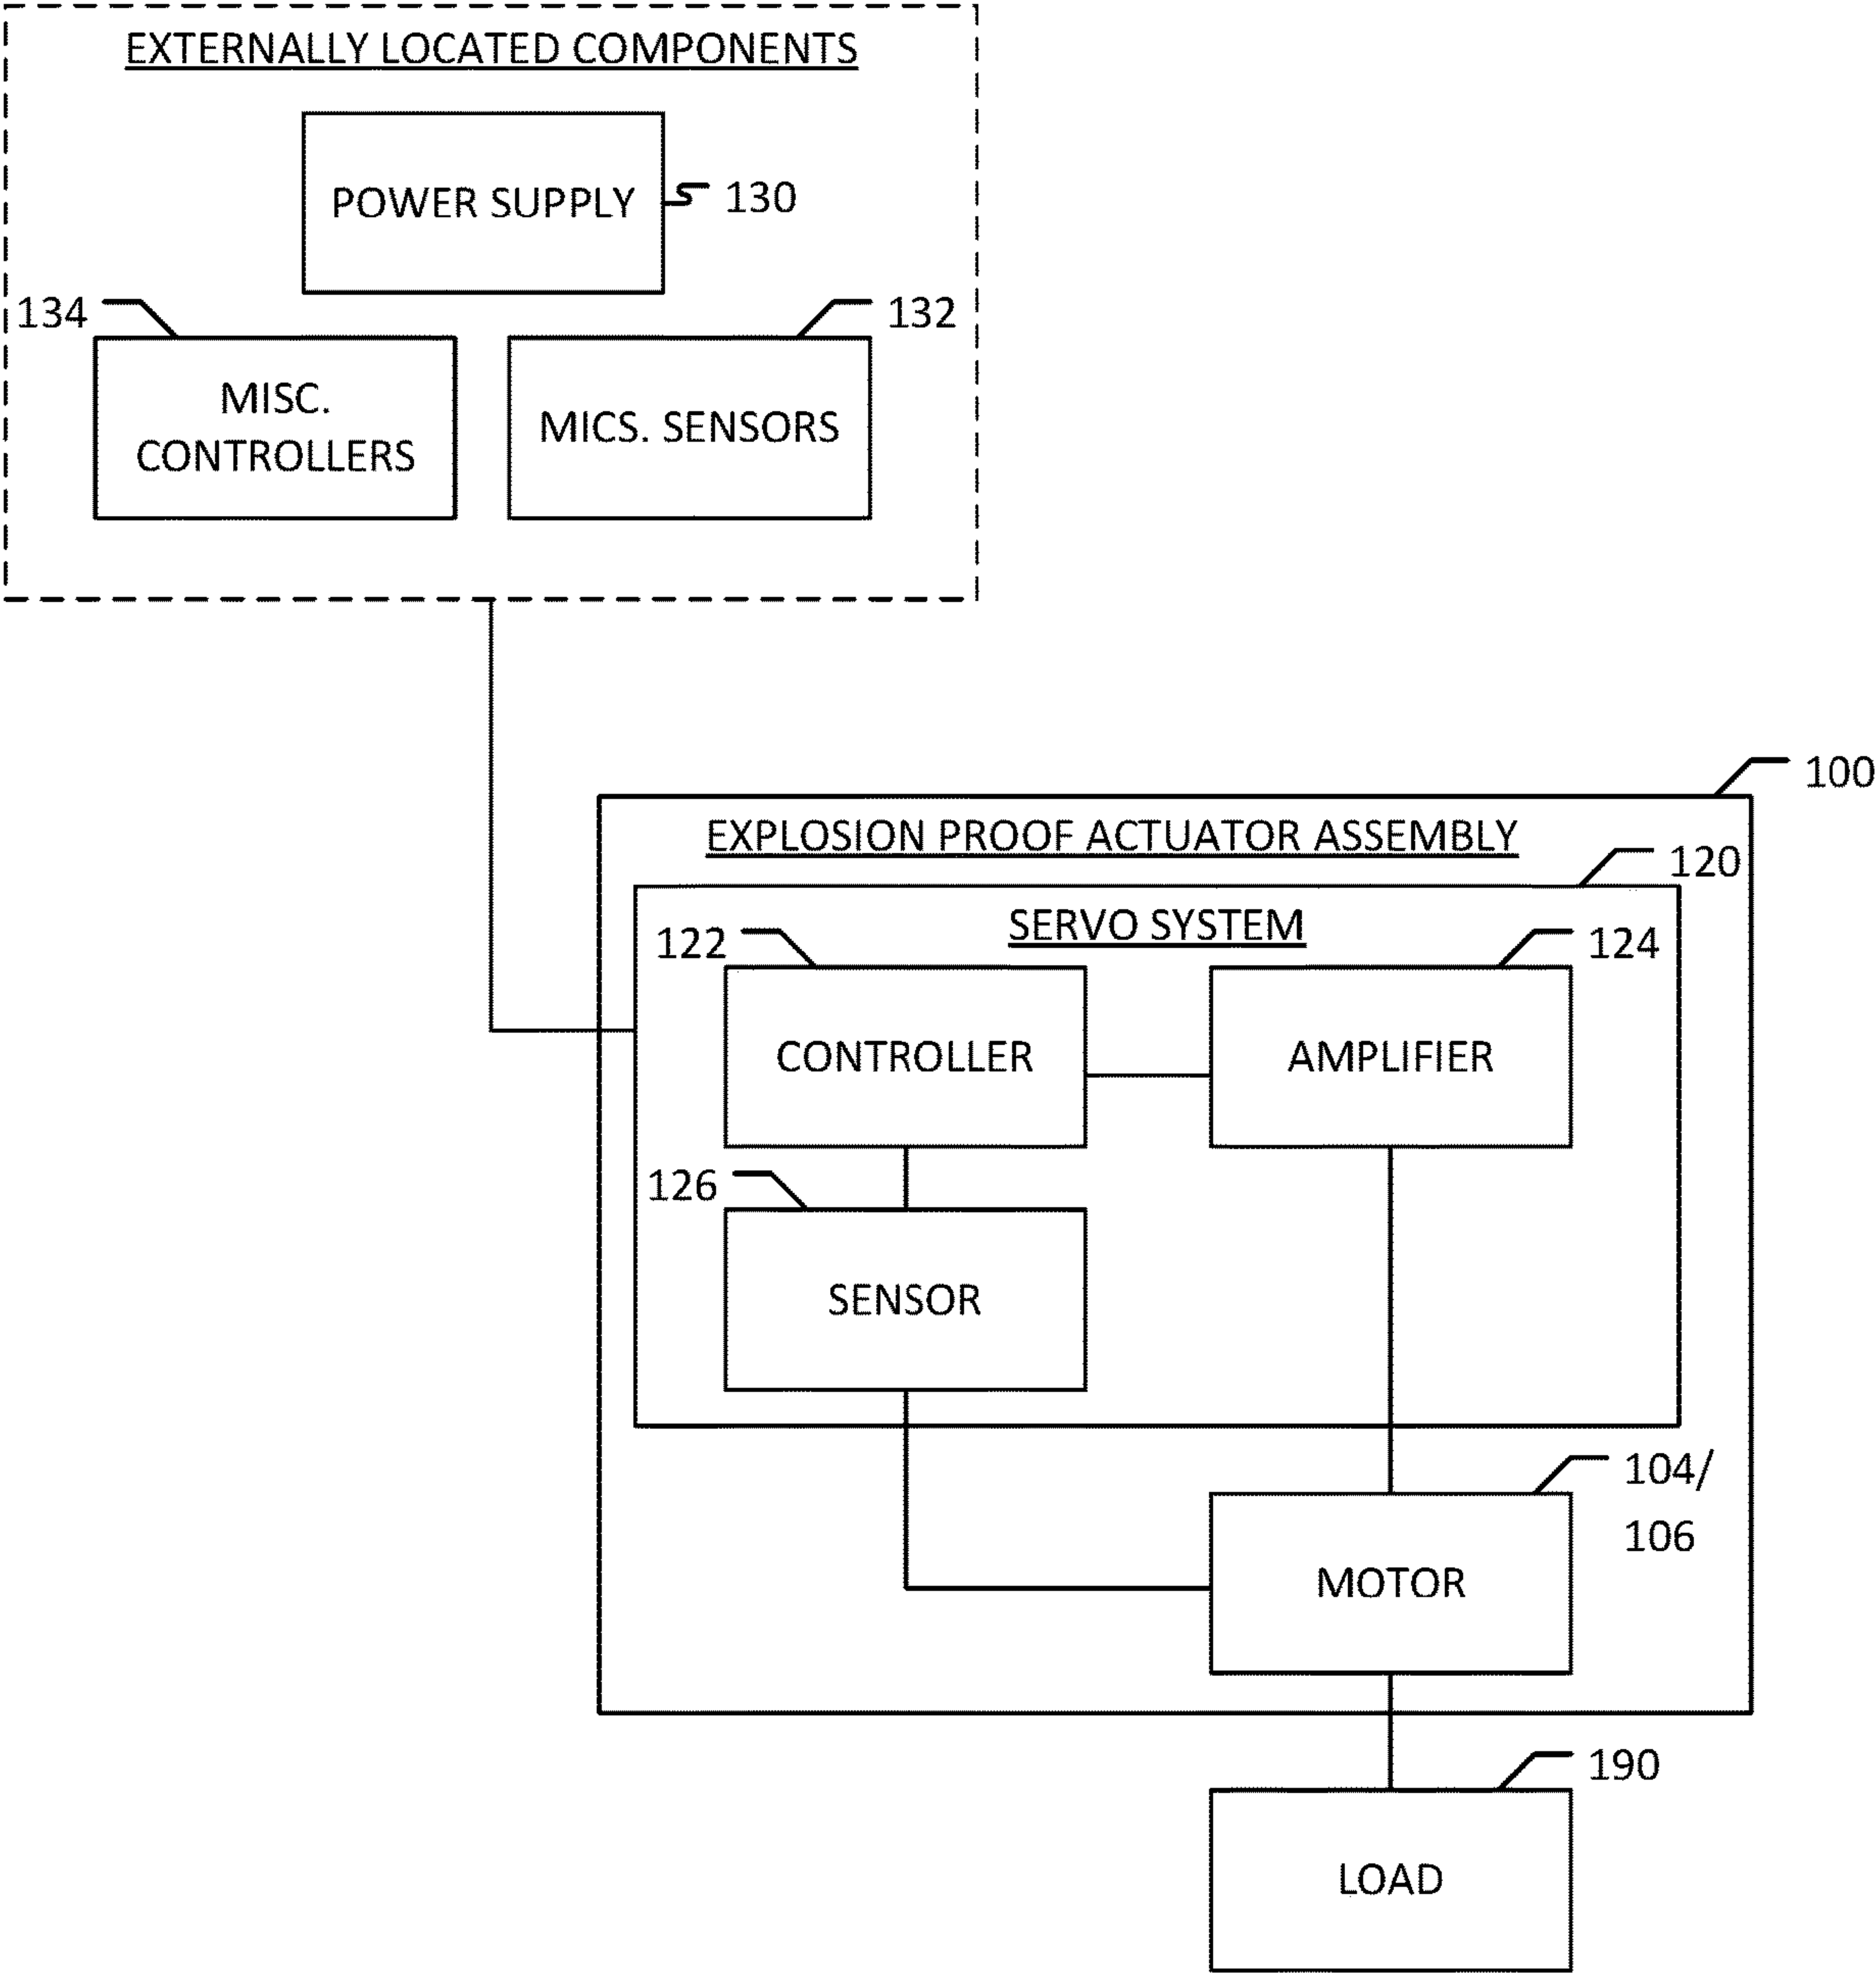 EXTERNALLY LOCATED COMPONENTS
POWER SUPPLY
130
134
132
MISC.
CONTROLLERS
MICS. SENSORS
100
EXPLOSION PROOF ACTUATOR ASSEMBLY
120
SERVO SYSTEM
122
124
CONTROLLER
AMPLIFIER
126
SENSOR
104/
106
MOTOR
190
LOAD